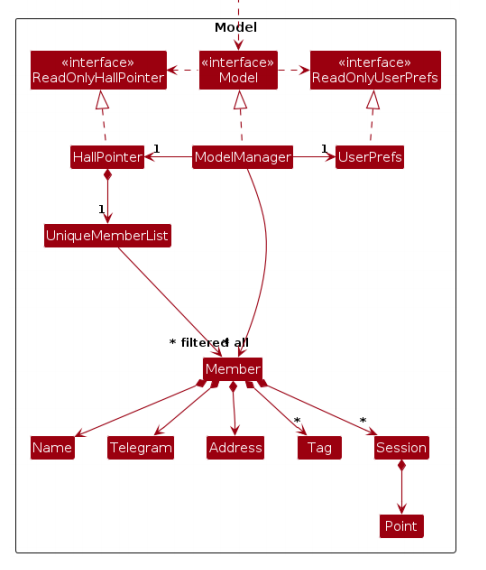 Model
«interface»
ReadOnlyHallPointer
«interface»
Model
«interface»
ReadOnlyUserPrefs
HallPointer
1
ModelManager
1
UserPrefs
1
UniqueMemberList
* filtered
* all
Member
Name
Telegram
Address
*
Tag
*
Session
Point